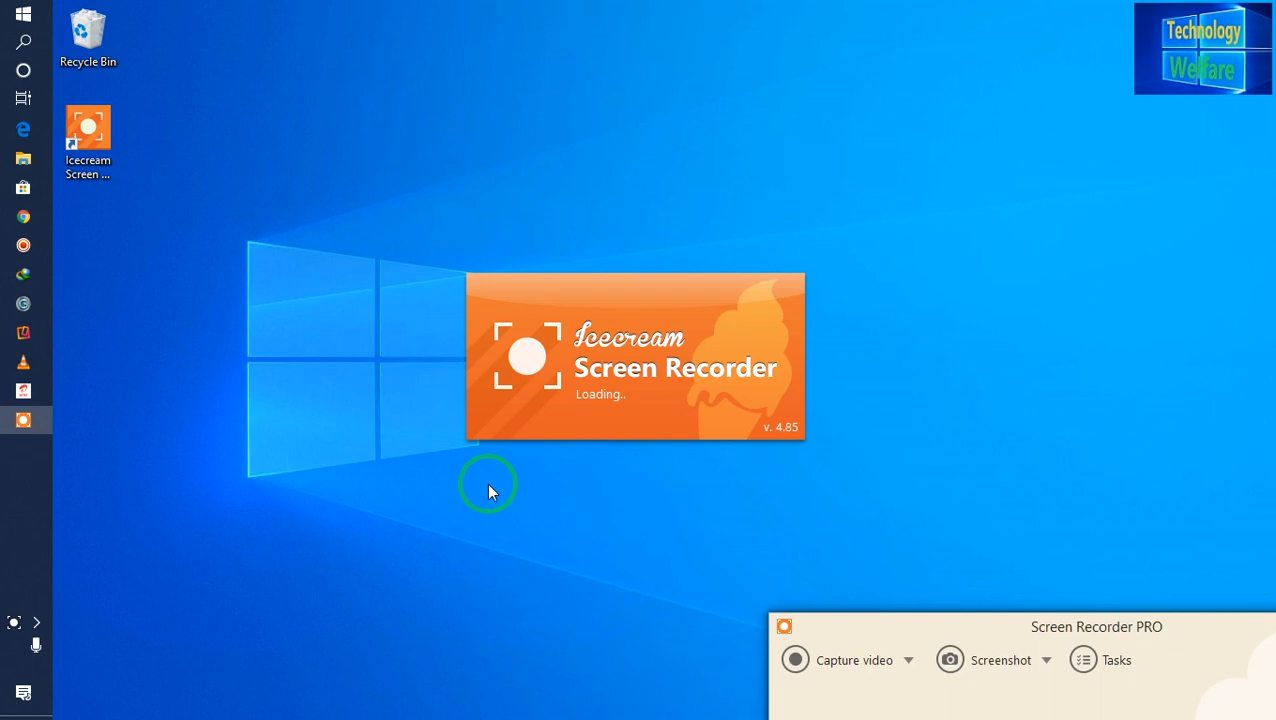 Recycle Bin
Icecream
Screen ...
Technology
Welfare
Icecream
Screen Recorder
Loading..
v. 4.85
Screen Recorder PRO
Capture video
Screenshot
Tasks